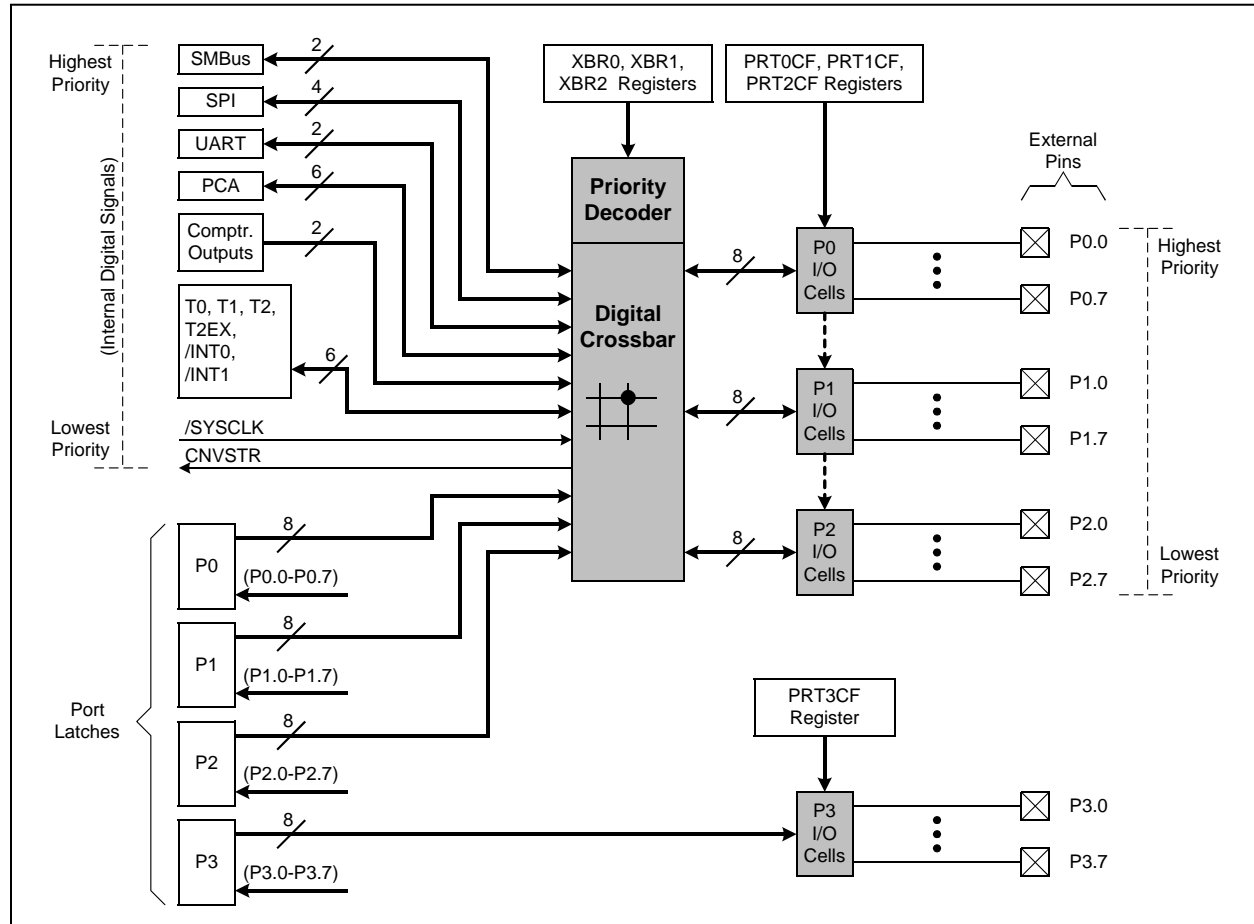 Highest
Priority
(Internal Digital Signals)
Lowest
Priority
SMBus
2
SPI
4
UART
2
PCA
6
Comptr.
Outputs
2
T0, T1, T2,
T2EX,
/INT0,
/INT1
6
/SYSCLK
CNVSTR
XBR0, XBR1,
XBR2 Registers
PRT0CF, PRT1CF,
PRT2CF Registers
Priority
Decoder
Digital
Crossbar
External
Pins
8
P0
I/O
Cells
P0.0
P0.7
Highest
Priority
8
P1
I/O
Cells
P1.0
P1.7
8
P2
I/O
Cells
P2.0
P2.7
Lowest
Priority
Port
Latches
P0
8
(P0.0-P0.7)
P1
8
(P1.0-P1.7)
P2
8
(P2.0-P2.7)
P3
8
(P3.0-P3.7)
PRT3CF
Register
P3
I/O
Cells
P3.0
P3.7